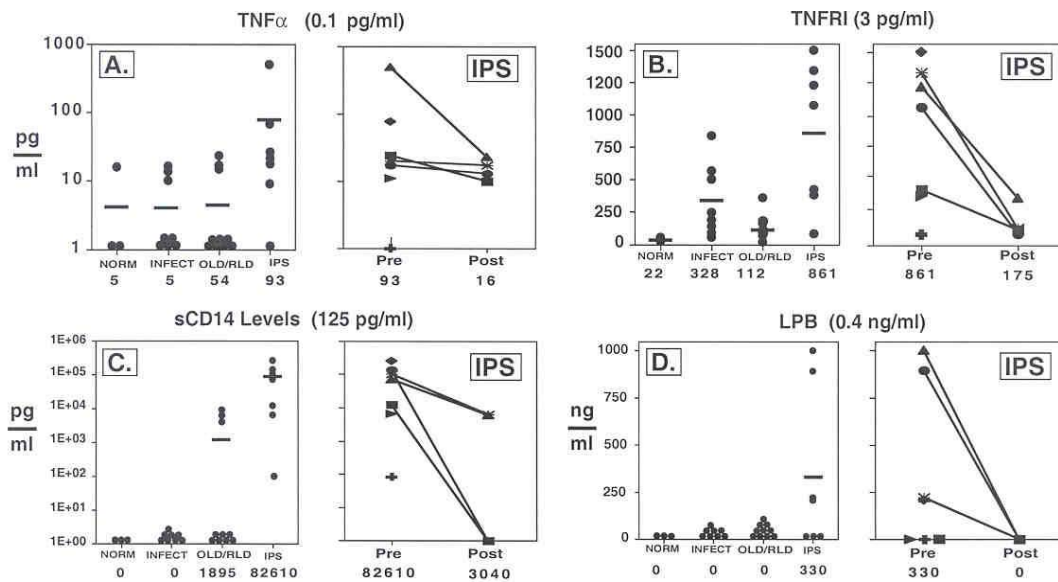 TNFα (0.1 pg/ml)
A.
IPS
pg
ml
1000
100
10
1
NORM INFECT OLD/RLD IPS
5 5 54 93
Pre Post
93 16
TNFRI (3 pg/ml)
B.
IPS
1500
1250
1000
750
500
250
0
NORM INFECT OLD/RLD IPS
22 328 112 861
Pre Post
861 175
sCD14 Levels (125 pg/ml)
C.
IPS
pg
ml
1E+06
1E+05
1E+04
1E+03
1E+02
1E+01
1E+00
NORM INFECT OLD/RLD IPS
0 0 1895 82610
Pre Post
82610 3040
LPB (0.4 ng/ml)
D.
IPS
ng
ml
1000
750
500
250
0
NORM INFECT OLD/RLD IPS
0 0 0 330
Pre Post
330 0